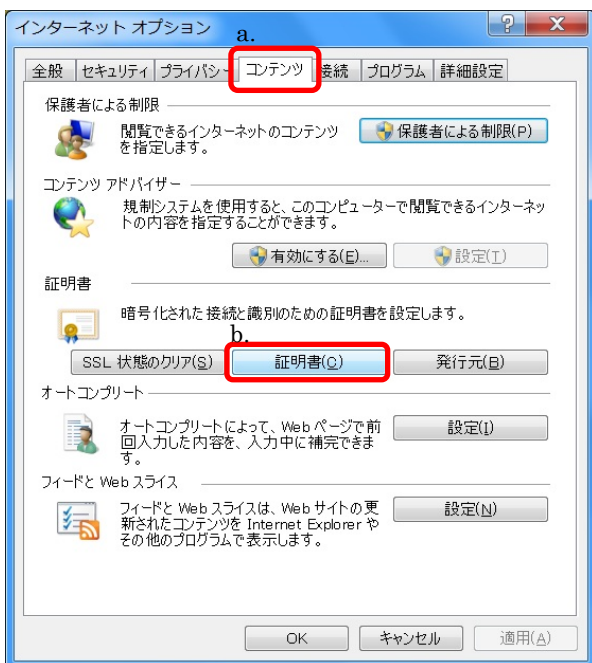 インターネット オプション
a.
全般 セキュリティ プライバシー コンテンツ 接続 プログラム 詳細設定
保護者による制限
閲覧できるインターネットのコンテンツ
を指定します。
保護者による制限(P)
コンテンツ アドバイザー
規制システムを使用すると、このコンピューターで閲覧できるインターネッ
トの内容を指定することができます。
有効にする(E)... 設定(T)
証明書
暗号化された接続と識別のための証明書を設定します。
b.
SSL 状態のクリア(S) 証明書(C) 発行元(B)
オートコンプリート
オートコンプリートによって、Web ページで前
回入力した内容を、入力中に補完できま
す。
設定(I)
フィードと Web スライス
フィードと Web スライスは、Web サイトの更
新されたコンテンツを Internet Explorer や
その他のプログラムで表示します。
設定(N)
OK キャンセル 適用(A)